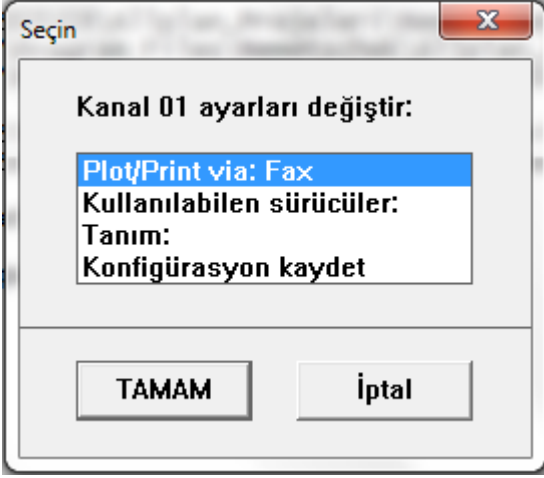 Seçin
Kanal 01 ayarları değiştir:
Plot/Print via: Fax
Kullanılabilen sürücüler:
Tanım:
Konfigürasyon kaydet
TAMAM
İptal